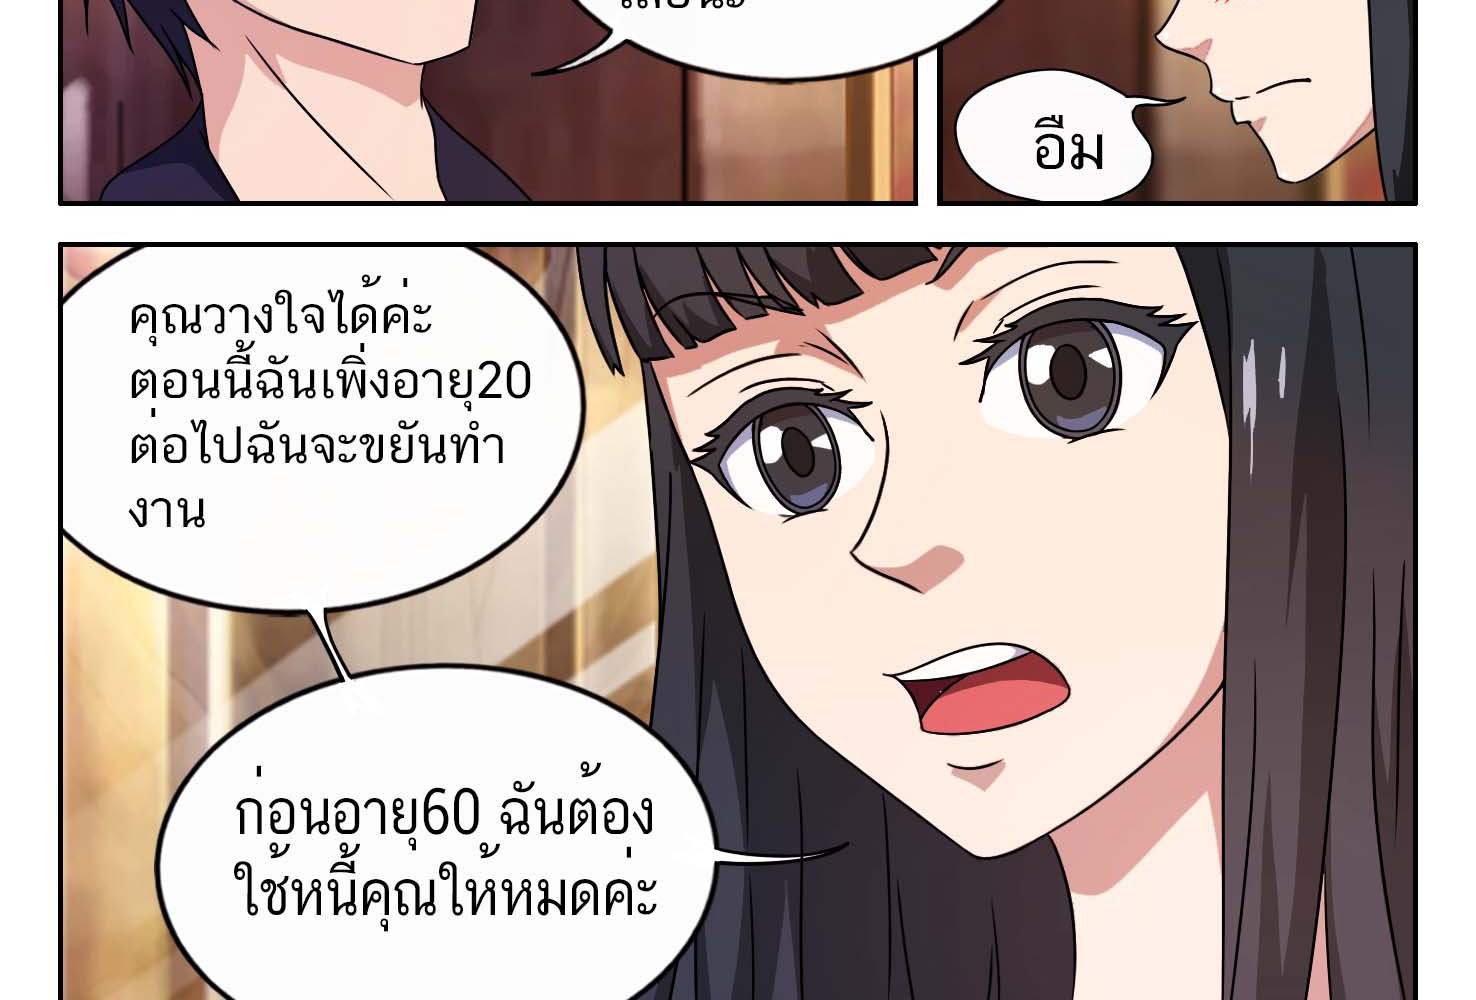 อืม
คุณวางใจได้ค่ะ
ตอนนี้ฉันเพิ่งอายุ20
ต่อไปฉันจะขยันทำ
งาน
ก่อนอายุ60 ฉันต้อง
ใช้หนี้คุณให้หมดค่ะ